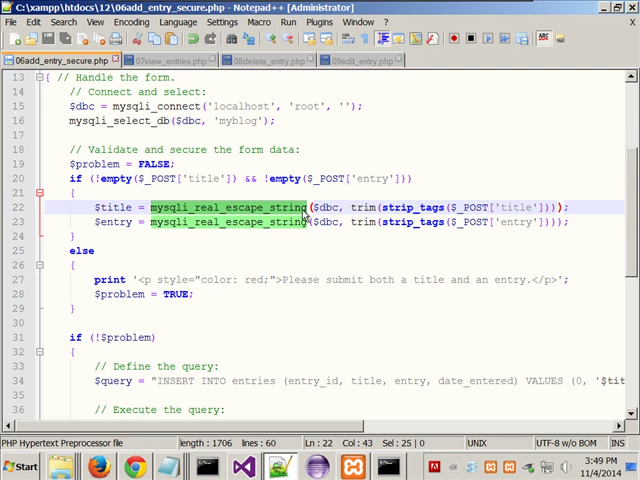 C:\xampp\htdocs\12\06add_entry_secure.php - Notepad++ [Administrator]
File Edit Search View Encoding Language Settings Macro Run Plugins Window ? X
06add_entry_secure.php 07view_entries.php 08delete_entry.php 09edit_entry.php
13 { // Handle the form.
14 // Connect and select:
15 $dbc = mysqli_connect('localhost', 'root', '');
16 mysqli_select_db($dbc, 'myblog');
17
18 // Validate and secure the form data:
19 $problem = FALSE;
20 if (!empty($_POST['title']) && !empty($_POST['entry']))
21 {
22 $title = mysqli_real_escape_string($dbc, trim(strip_tags($_POST['title'])));
23 $entry = mysqli_real_escape_string($dbc, trim(strip_tags($_POST['entry'])));
24 }
25 else
26 {
27 print '<p style="color: red;">Please submit both a title and an entry.</p>';
28 $problem = TRUE;
29 }
30
31 if (!$problem)
32 {
33 // Define the query:
34 $query = "INSERT INTO entries (entry_id, title, entry, date_entered) VALUES (0, '$tit
35
36 // Execute the query:
PHP Hypertext Preprocessor file length : 1706 lines : 60 Ln : 22 Col : 43 Sel : 25 | 0 UNIX UTF-8 w/o BOM INS
Start 3:49 PM
11/4/2014